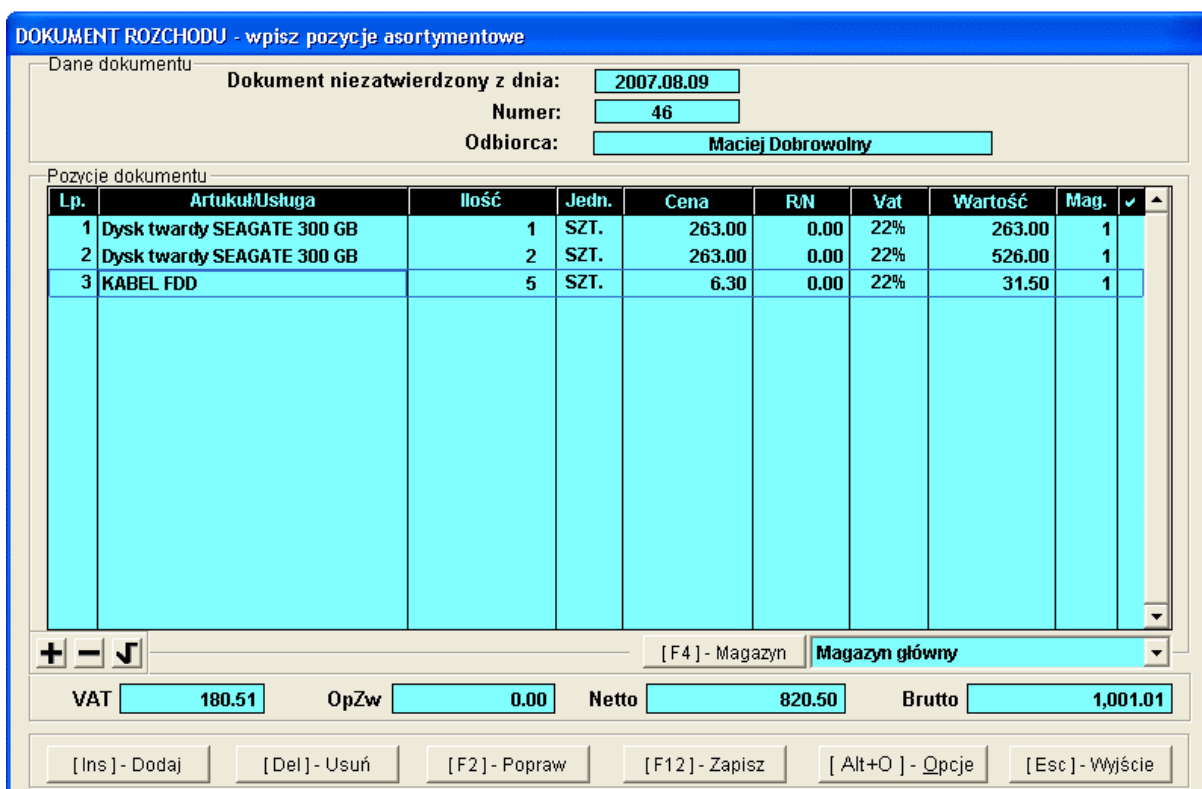 DOKUMENT ROZCHODU - wpisz pozycje asortymentowe
Dane dokumentu
Dokument niezatwierdzony z dnia: 2007.08.09
Numer: 46
Odbiorca: Maciej Dobrowolny
Pozycje dokumentu
Lp. Artukuł/Usługa Ilość Jedn. Cena R/N Vat Wartość Mag. ✓
1 Dysk twardy SEAGATE 300 GB 1 SZT. 263.00 0.00 22% 263.00 1
2 Dysk twardy SEAGATE 300 GB 2 SZT. 263.00 0.00 22% 526.00 1
3 KABEL FDD 5 SZT. 6.30 0.00 22% 31.50 1
[ F4 ] - Magazyn Magazyn główny
VAT 180.51 OpZw 0.00 Netto 820.50 Brutto 1,001.01
[ Ins ] - Dodaj [ Del ] - Usuń [ F2 ] - Popraw [ F12 ] - Zapisz [ Alt+O ] - Opcje [ Esc ] - Wyjście